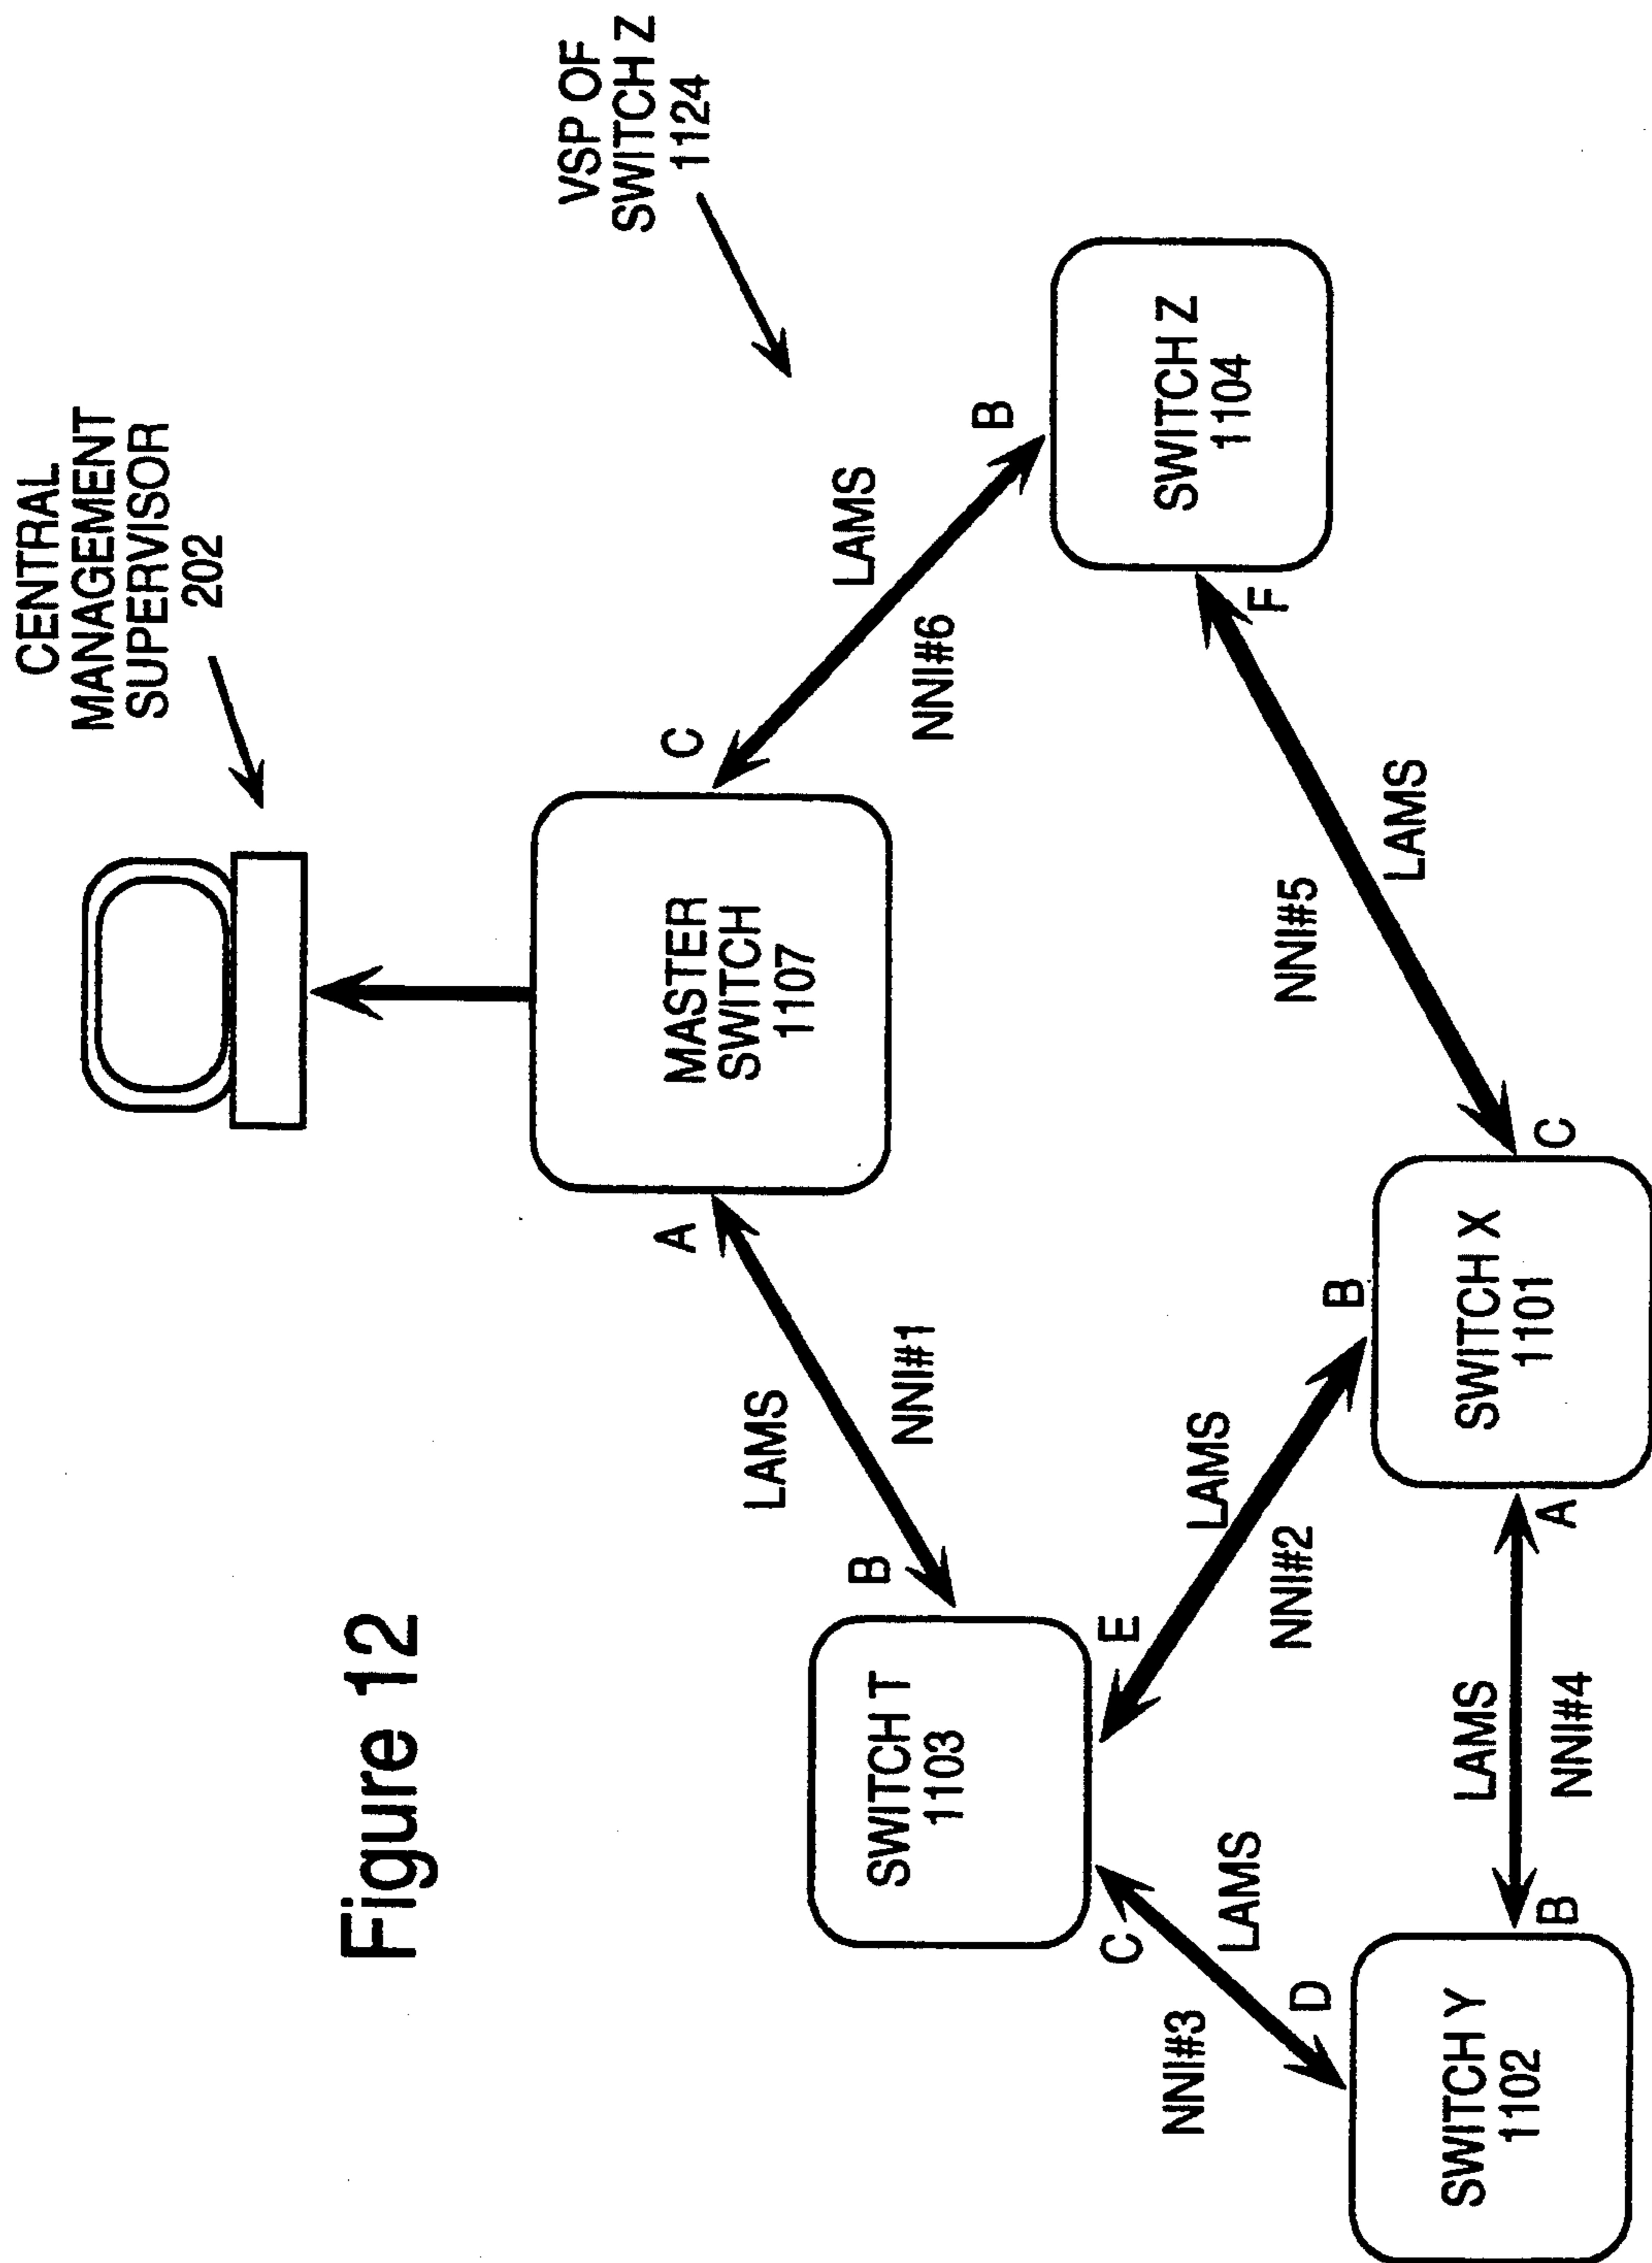 Figure 12
CENTRAL
MANAGEMENT
SUPERVISOR
202
VSP OF
SWITCH Z
1124
MASTER
SWITCH
1107
A
C
LAMS
NNI#1
B
LAMS
NNI#6
B
SWITCH T
1103
SWITCH Z
1104
C
E
F
NNI#3
LAMS
D
LAMS
NNI#2
B
NNI#5
LAMS
SWITCH Y
1102
B
LAMS
NNI#4
A
SWITCH X
1101
C